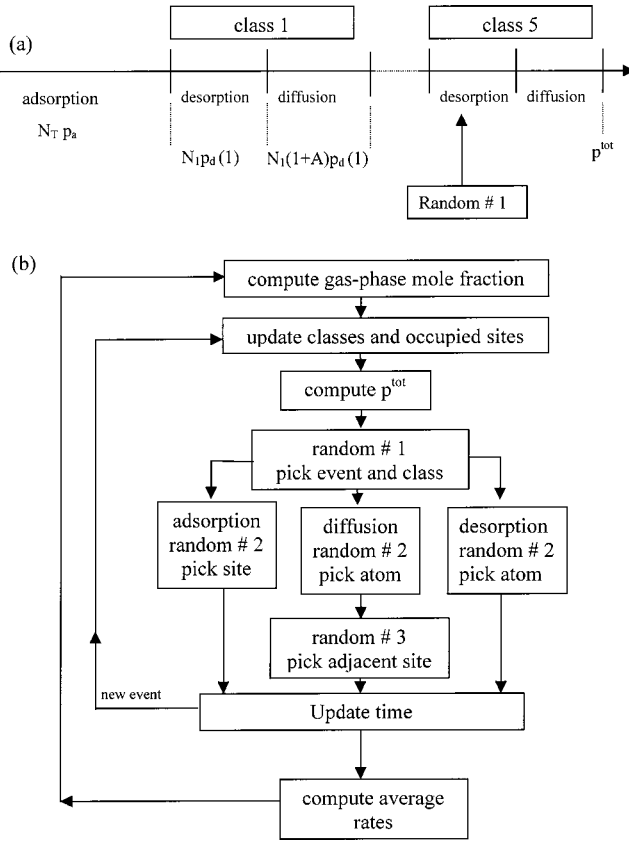 (a)
class 1
class 5
adsorption
desorption
diffusion
desorption
diffusion
N_T p_a
N_1p_d (1)
N_1(1+A)p_d (1)
p^tot
Random # 1
(b)
compute gas-phase mole fraction
update classes and occupied sites
compute p^tot
random # 1
pick event and class
adsorption
random # 2
pick site
diffusion
random # 2
pick atom
desorption
random # 2
pick atom
random # 3
pick adjacent site
new event
Update time
compute average
rates